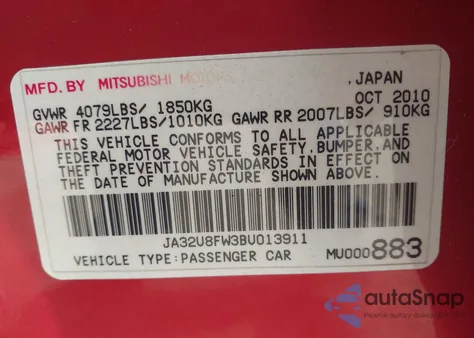 MFD. BY MITSUBISHI MOTORS JAPAN
GVWR 4079LBS/ 1850KG OCT 2010
GAWR FR 2227LBS/1010KG GAWR RR 2007LBS/ 910KG
THIS VEHICLE CONFORMS TO ALL APPLICABLE
FEDERAL MOTOR VEHICLE SAFETY,BUMPER,AND
THEFT PREVENTION STANDARDS IN EFFECT ON
THE DATE OF MANUFACTURE SHOWN ABOVE.
JA32U8FW3BU013911
VEHICLE TYPE:PASSENGER CAR MU000883
autaSnap